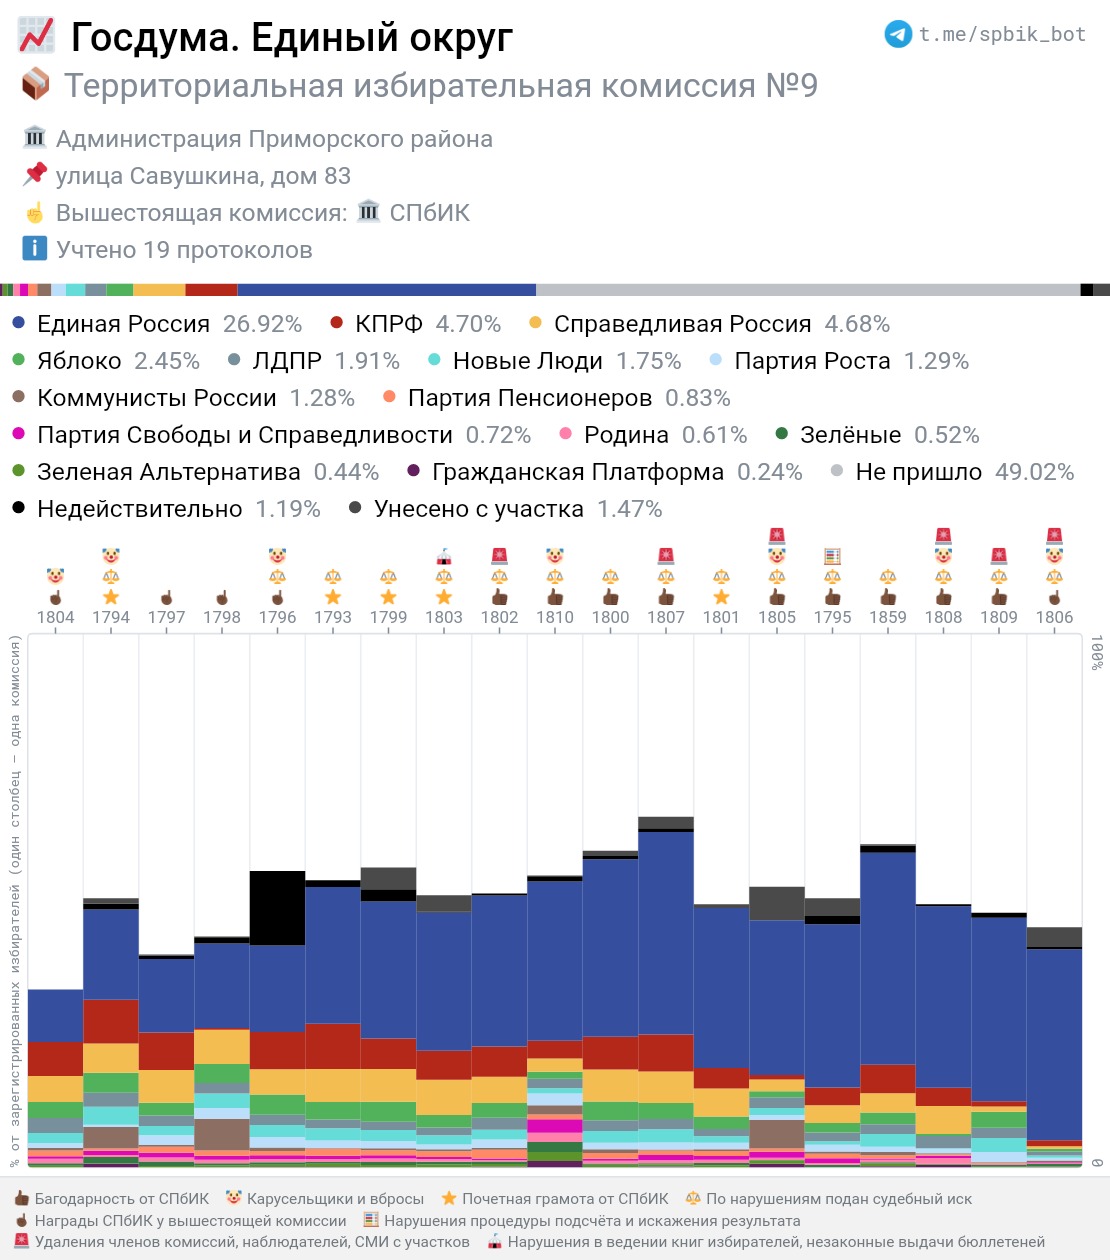 Госдума. Единый округ
t.me/spbik_bot
Территориальная избирательная комиссия №9
Администрация Приморского района
улица Савушкина, дом 83
Вышестоящая комиссия: СПбИК
Учтено 19 протоколов
Единая Россия 26.92% КПРФ 4.70% Справедливая Россия 4.68%
Яблоко 2.45% ЛДПР 1.91% Новые Люди 1.75% Партия Роста 1.29%
Коммунисты России 1.28% Партия Пенсионеров 0.83%
Партия Свободы и Справедливости 0.72% Родина 0.61% Зелёные 0.52%
Зеленая Альтернатива 0.44% Гражданская Платформа 0.24% Не пришло 49.02%
Недействительно 1.19% Унесено с участка 1.47%
1804 1794 1797 1798 1796 1793 1799 1803 1802 1810 1800 1807 1801 1805 1795 1859 1808 1809 1806
% от зарегистрированных избирателей (один столбец — одна комиссия)
100%
0
Багодарность от СПбИК Карусельщики и вбросы Почетная грамота от СПбИК По нарушениям подан судебный иск
Награды СПбИК у вышестоящей комиссии Нарушения процедуры подсчёта и искажения результата
Удаления членов комиссий, наблюдателей, СМИ с участков Нарушения в ведении книг избирателей, незаконные выдачи бюллетеней